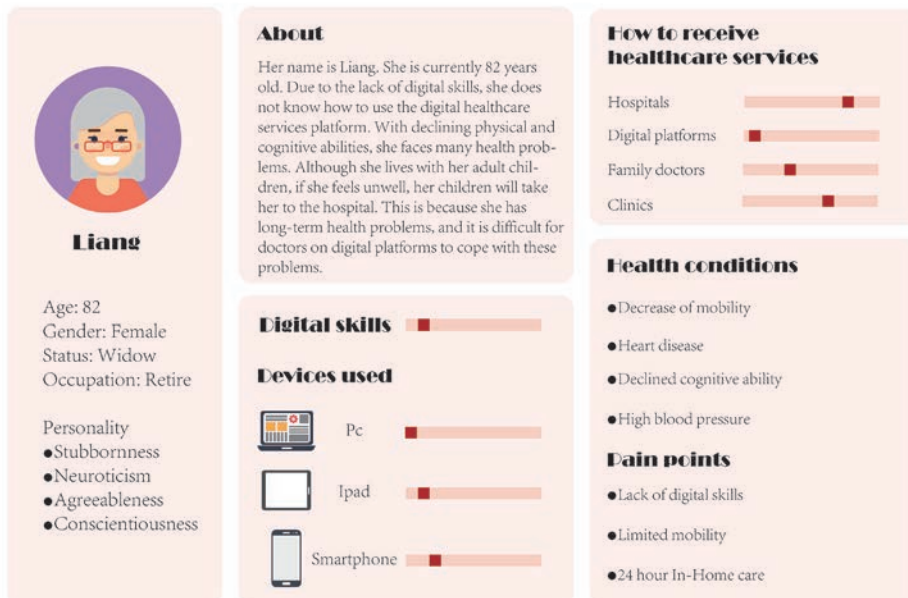 Liang
Age: 82
Gender: Female
Status: Widow
Occupation: Retire
Personality
●Stubbornness
●Neuroticism
●Agreeableness
●Conscientiousness
About
Her name is Liang. She is currently 82 years
old. Due to the lack of digital skills, she does
not know how to use the digital healthcare
services platform. With declining physical and
cognitive abilities, she faces many health prob-
lems. Although she lives with her adult chil-
dren, if she feels unwell, her children will take
her to the hospital. This is because she has
long-term health problems, and it is difficult for
doctors on digital platforms to cope with these
problems.
Digital skills
Devices used
Pc
Ipad
Smartphone
How to receive
healthcare services
Hospitals
Digital platforms
Family doctors
Clinics
Health conditions
●Decrease of mobility
●Heart disease
●Declined cognitive ability
●High blood pressure
Pain points
●Lack of digital skills
●Limited mobility
●24 hour In-Home care